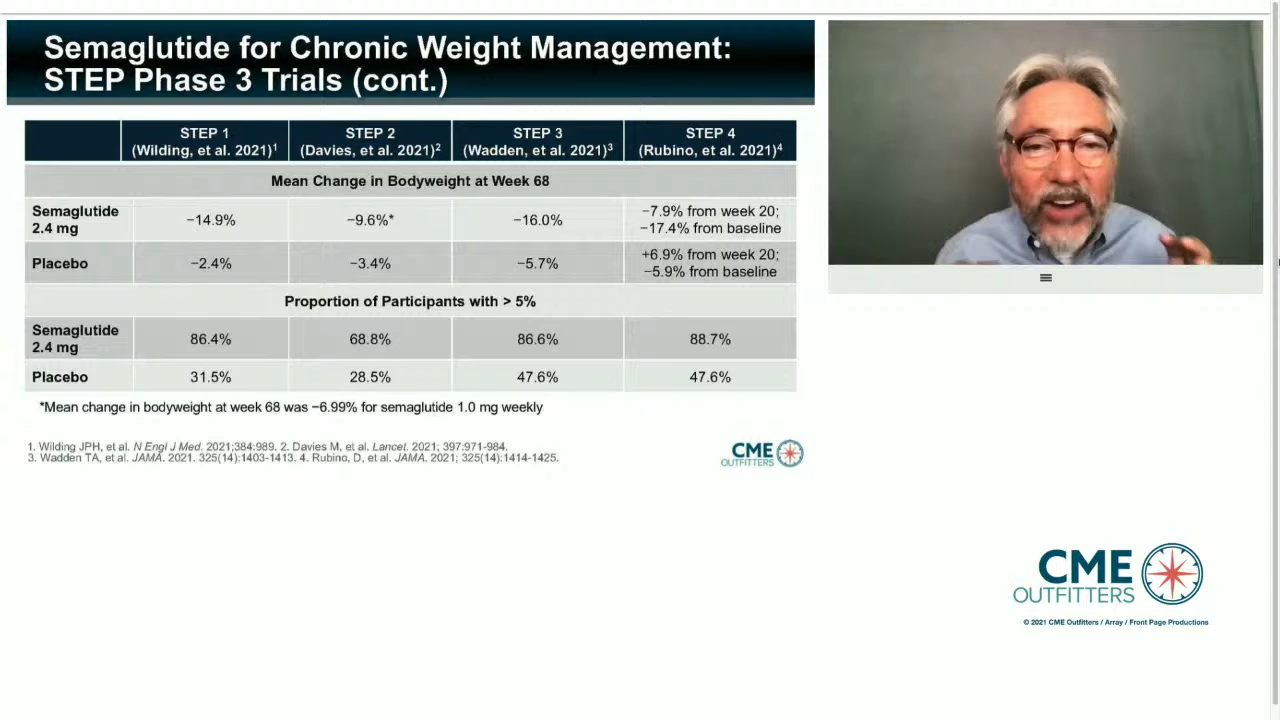 Semaglutide for Chronic Weight Management:
STEP Phase 3 Trials (cont.)
STEP 1
(Wilding, et al. 2021)¹
STEP 2
(Davies, et al. 2021)²
STEP 3
(Wadden, et al. 2021)³
STEP 4
(Rubino, et al. 2021)⁴
Mean Change in Bodyweight at Week 68
Semaglutide
2.4 mg
−14.9%
−9.6%*
−16.0%
−7.9% from week 20;
−17.4% from baseline
Placebo
−2.4%
−3.4%
−5.7%
+6.9% from week 20;
−5.9% from baseline
Proportion of Participants with > 5%
Semaglutide
2.4 mg
86.4%
68.8%
86.6%
88.7%
Placebo
31.5%
28.5%
47.6%
47.6%
*Mean change in bodyweight at week 68 was −6.99% for semaglutide 1.0 mg weekly
1. Wilding JPH, et al. N Engl J Med. 2021;384:989. 2. Davies M, et al. Lancet. 2021; 397:971-984.
3. Wadden TA, et al. JAMA. 2021. 325(14):1403-1413. 4. Rubino, D, et al. JAMA. 2021; 325(14):1414-1425.
CME
OUTFITTERS
CME
OUTFITTERS
© 2021 CME Outfitters / Array / Front Page Productions